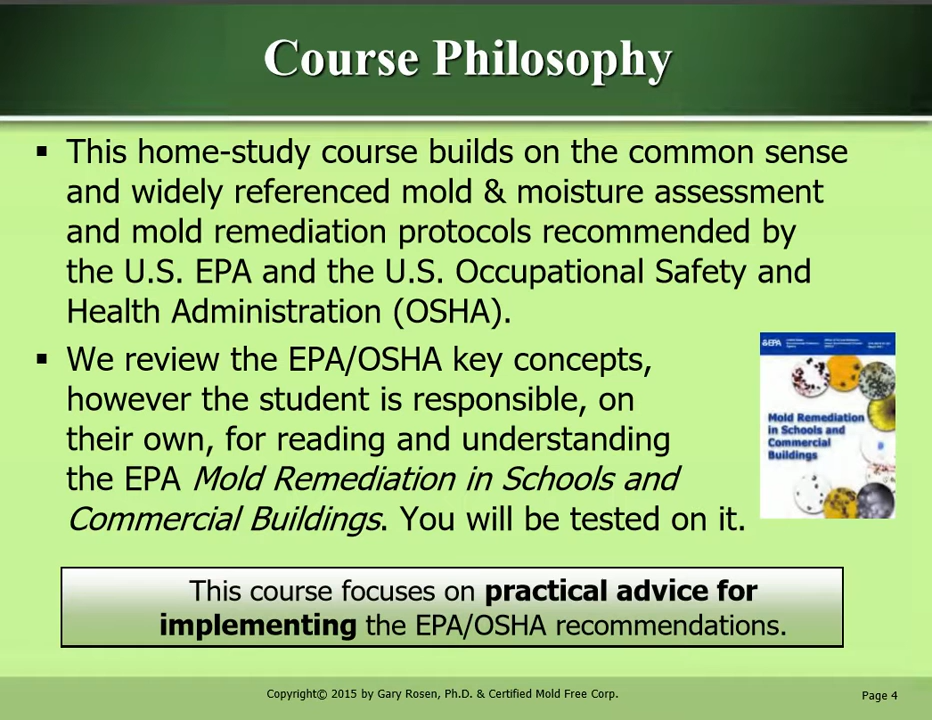 Course Philosophy
▪ This home-study course builds on the common sense
and widely referenced mold & moisture assessment
and mold remediation protocols recommended by
the U.S. EPA and the U.S. Occupational Safety and
Health Administration (OSHA).
▪ We review the EPA/OSHA key concepts,
however the student is responsible, on
their own, for reading and understanding
the EPA Mold Remediation in Schools and
Commercial Buildings. You will be tested on it.
EPA
Mold Remediation
in Schools and
Commercial
Buildings
This course focuses on practical advice for
implementing the EPA/OSHA recommendations.
Copyright© 2015 by Gary Rosen, Ph.D. & Certified Mold Free Corp.
Page 4